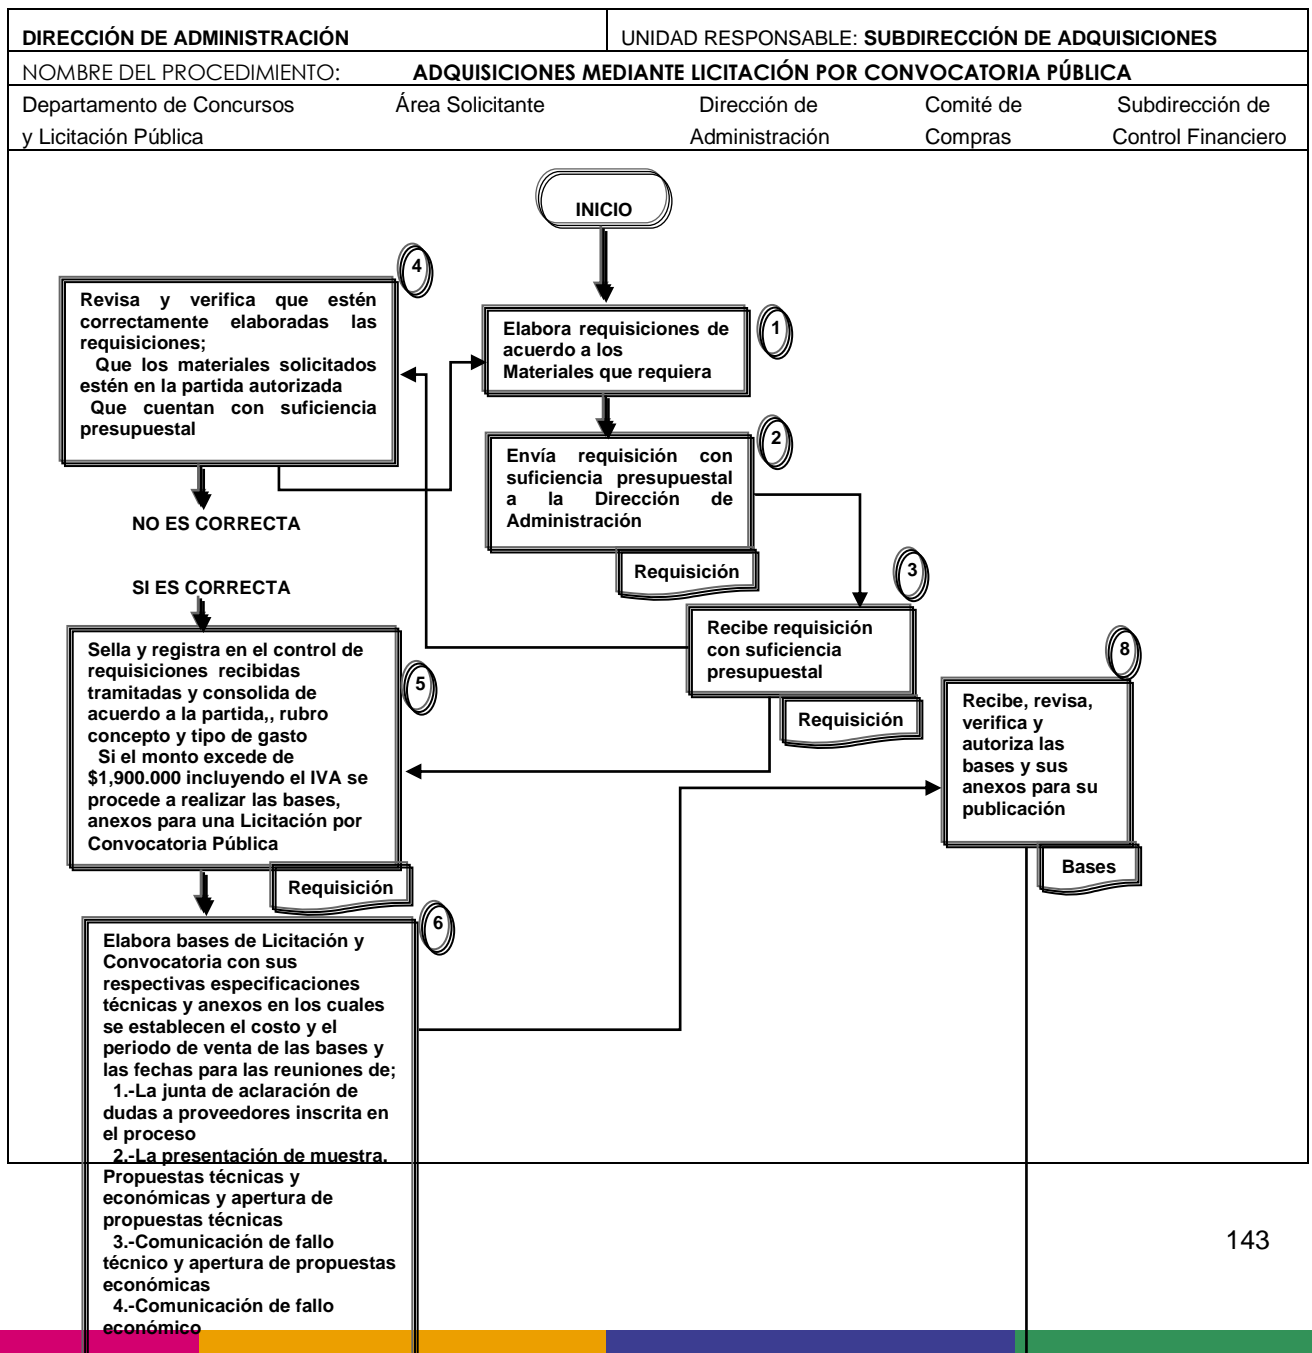 DIRECCIÓN DE ADMINISTRACIÓN
UNIDAD RESPONSABLE: SUBDIRECCIÓN DE ADQUISICIONES
NOMBRE DEL PROCEDIMIENTO: ADQUISICIONES MEDIANTE LICITACIÓN POR CONVOCATORIA PÚBLICA
Departamento de Concursos
y Licitación Pública
Área Solicitante
Dirección de
Administración
Comité de
Compras
Subdirección de
Control Financiero
INICIO
1
Elabora requisiciones de
acuerdo a los
Materiales que requiera
2
Envía requisición con
suficiencia presupuestal
a la Dirección de
Administración
Requisición
3
Recibe requisición
con suficiencia
presupuestal
Requisición
4
Revisa y verifica que estén
correctamente elaboradas las
requisiciones;
Que los materiales solicitados
estén en la partida autorizada
Que cuentan con suficiencia
presupuestal
NO ES CORRECTA
SI ES CORRECTA
5
Sella y registra en el control de
requisiciones recibidas
tramitadas y consolida de
acuerdo a la partida,, rubro
concepto y tipo de gasto
Si el monto excede de
$1,900.000 incluyendo el IVA se
procede a realizar las bases,
anexos para una Licitación por
Convocatoria Pública
Requisición
6
Elabora bases de Licitación y
Convocatoria con sus
respectivas especificaciones
técnicas y anexos en los cuales
se establecen el costo y el
periodo de venta de las bases y
las fechas para las reuniones de;
1.-La junta de aclaración de
dudas a proveedores inscrita en
el proceso
2.-La presentación de muestra.
Propuestas técnicas y
económicas y apertura de
propuestas técnicas
3.-Comunicación de fallo
técnico y apertura de propuestas
económicas
4.-Comunicación de fallo
económico
8
Recibe, revisa,
verifica y
autoriza las
bases y sus
anexos para su
publicación
Bases
143